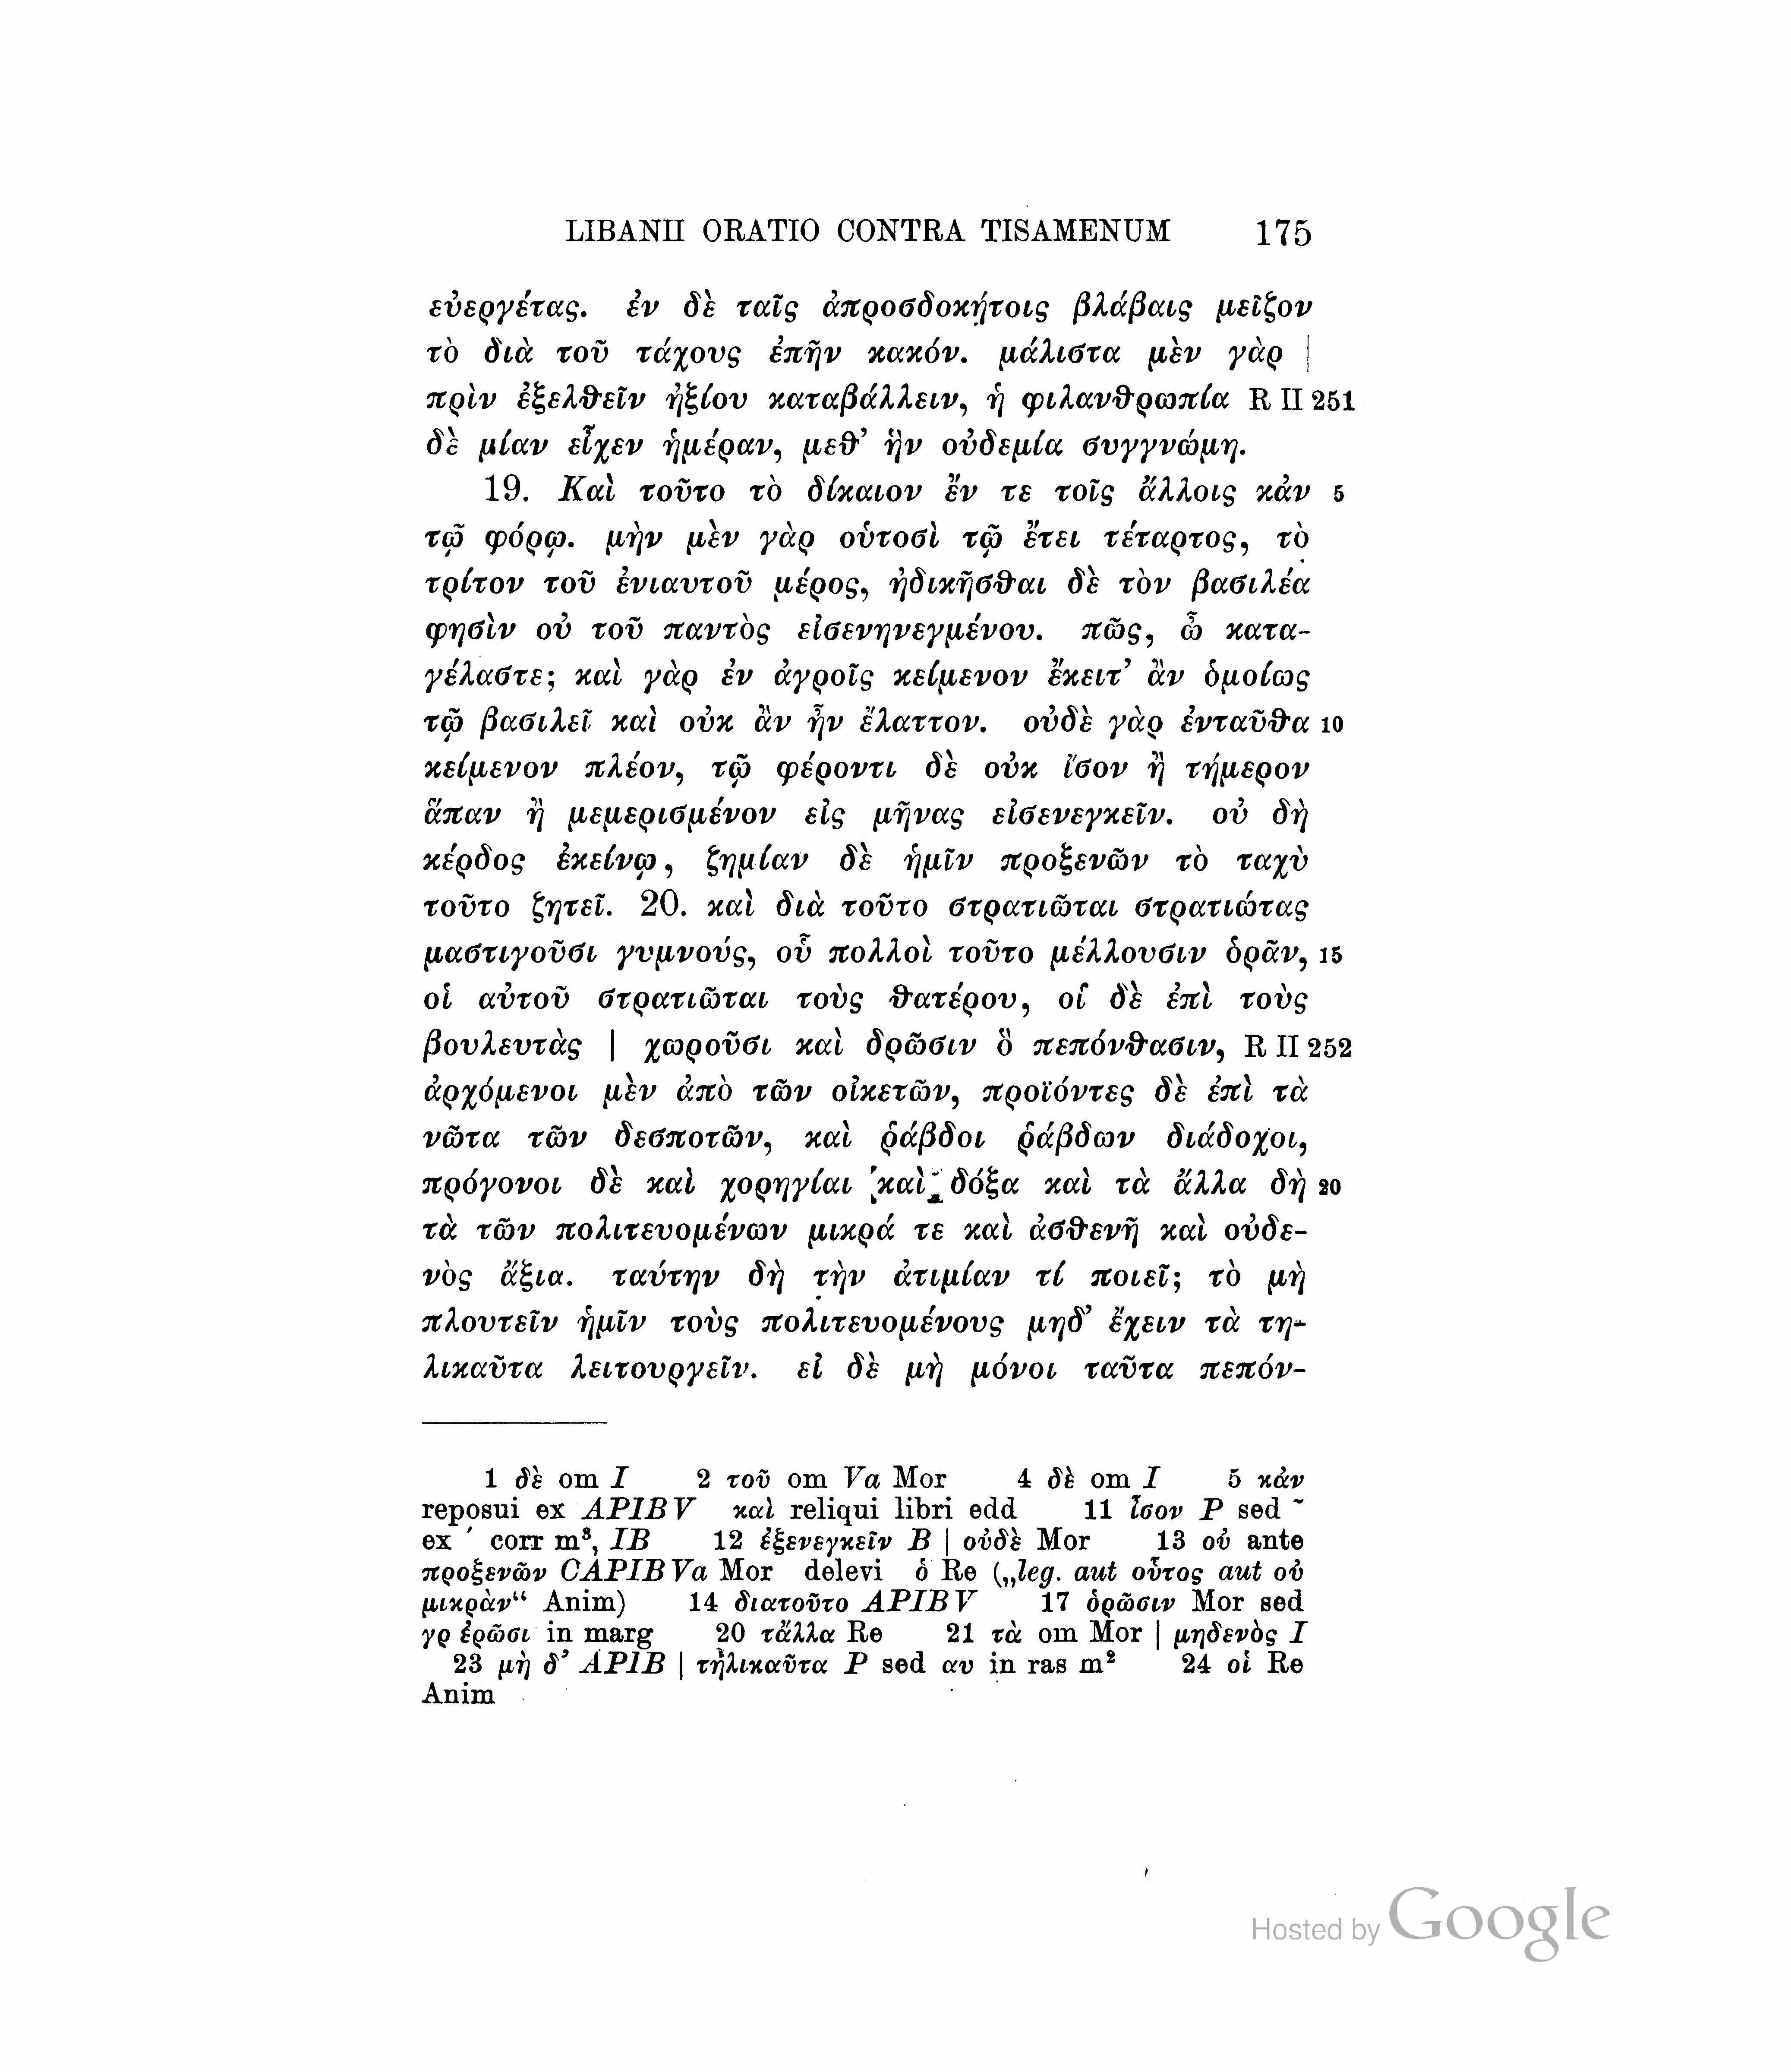 LIBANII ORATIO CONTRA TISAMENUM 175
εὐεργέτας. ἐν δὲ ταῖς ἀπροσδοκήτοις βλάβαις μεῖζον
τὸ διὰ τοῦ τάχους ἐπῆν κακόν. μάλιστα μὲν γὰρ |
πρὶν ἐξελθεῖν ἠξίου καταβάλλειν, ἡ φιλανθρωπία R II 251
δὲ μίαν εἶχεν ἡμέραν, μεθ’ ἣν οὐδεμία συγγνώμη.
19. Καὶ τοῦτο τὸ δίκαιον ἔν τε τοῖς ἄλλοις κἀν 5
τῷ φόρῳ. μὴν μὲν γὰρ οὑτοσὶ τῷ ἔτει τέταρτος, τὸ
τρίτον τοῦ ἐνιαυτοῦ μέρος, ἠδικῆσθαι δὲ τὸν βασιλέα
φησὶν οὐ τοῦ παντὸς εἰσενηνεγμένου. πῶς, ὦ κατα-
γέλαστε; καὶ γὰρ ἐν ἀγροῖς κείμενον ἔκειτ’ ἂν ὁμοίως
τῷ βασιλεῖ καὶ οὐκ ἂν ἦν ἔλαττον. οὐδὲ γὰρ ἐνταῦθα 10
κείμενον πλέον, τῷ φέροντι δὲ οὐκ ἴσον ἢ τήμερον
ἅπαν ἢ μεμερισμένον εἰς μῆνας εἰσενεγκεῖν. οὐ δὴ
κέρδος ἐκείνῳ, ζημίαν δὲ ἡμῖν προξενῶν τὸ ταχὺ
τοῦτο ζητεῖ. 20. καὶ διὰ τοῦτο στρατιῶται στρατιώτας
μαστιγοῦσι γυμνούς, οὗ πολλοὶ τοῦτο μέλλουσιν ὁρᾶν, 15
οἱ αὐτοῦ στρατιῶται τοὺς θατέρου, οἳ δὲ ἐπὶ τοὺς
βουλευτὰς | χωροῦσι καὶ δρῶσιν ὃ πεπόνθασιν, R II 252
ἀρχόμενοι μὲν ἀπὸ τῶν οἰκετῶν, προϊόντες δὲ ἐπὶ τὰ
νῶτα τῶν δεσποτῶν, καὶ ῥάβδοι ῥάβδων διάδοχοι,
πρόγονοι δὲ καὶ χορηγίαι [καὶ] δόξα καὶ τὰ ἄλλα δὴ 20
τὰ τῶν πολιτευομένων μικρά τε καὶ ἀσθενῆ καὶ οὐδε-
νὸς ἄξια. ταύτην δὴ τὴν ἀτιμίαν τί ποιεῖ; τὸ μὴ
πλουτεῖν ἡμῖν τοὺς πολιτευομένους μηδ’ ἔχειν τὰ τη-
λικαῦτα λειτουργεῖν. εἰ δὲ μὴ μόνοι ταῦτα πεπόν-
1 δὲ om I 2 τοῦ om Va Mor 4 δὲ om I 5 κἀν
reposui ex APIBV καὶ reliqui libri edd 11 ἶσον P sed ῀
ex ΄ corr m³, IB 12 ἐξενεγκεῖν B | οὐδὲ Mor 13 οὐ ante
προξενῶν CAPIBVa Mor delevi ὁ Re („leg. aut οὗτος aut οὐ
μικρὰν“ Anim) 14 διατοῦτο APIBV 17 ὁρῶσιν Mor sed
γρ ἐρῶσι in marg 20 τἄλλα Re 21 τὰ om Mor | μηδενὸς I
23 μὴ δ’ APIB | τὴλικαῦτα P sed αυ in ras m² 24 οἱ Re
Anim
Hosted by Google